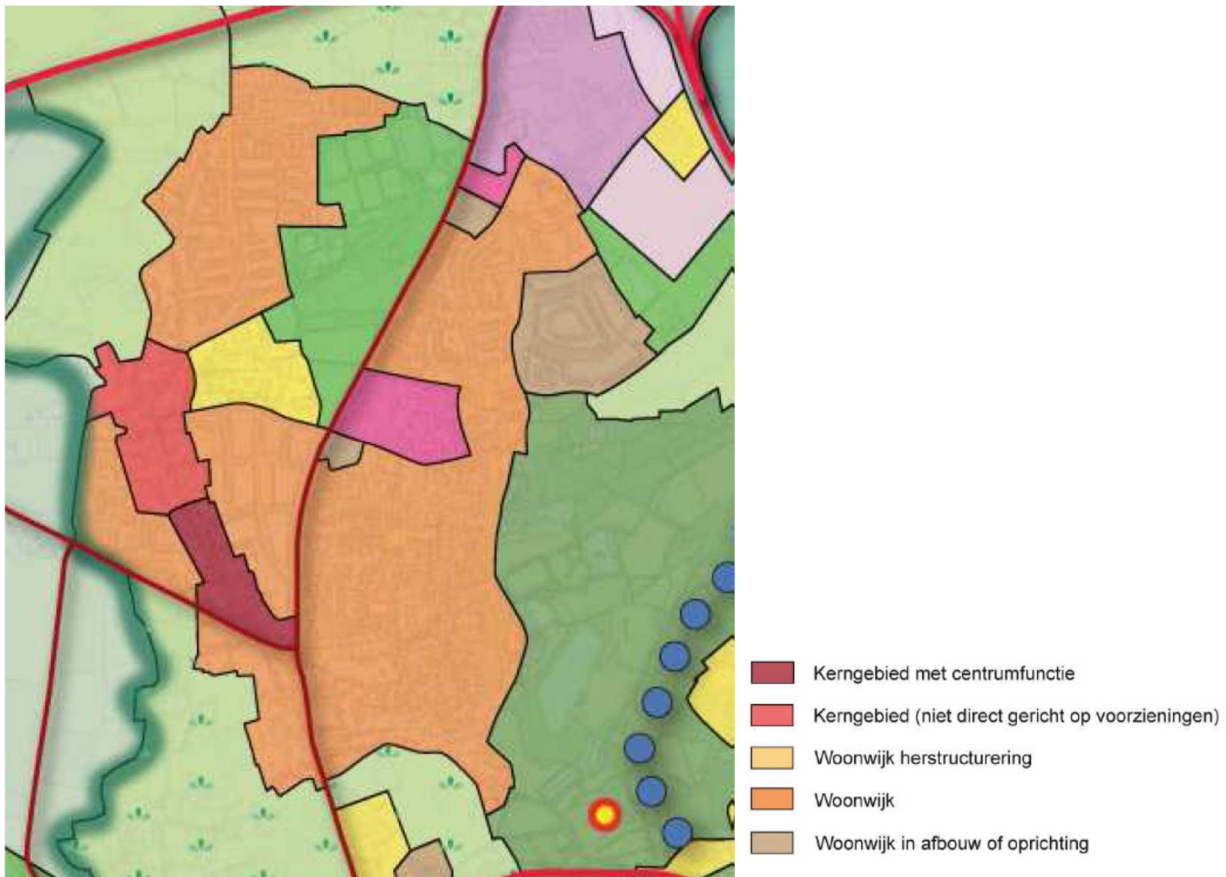 Kerngebied met centrumfunctie
Kerngebied (niet direct gericht op voorzieningen)
Woonwijk herstructurering
Woonwijk
Woonwijk in afbouw of oprichting